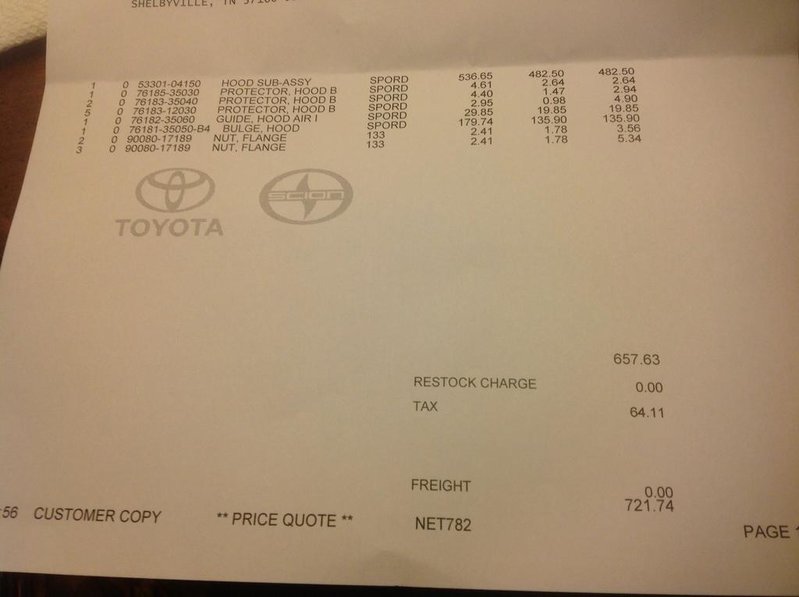 SHELBYVILLE, TN 37160
1 0 53301-04150 HOOD SUB-ASSY SPORD 536.65 482.50 482.50
1 0 76185-35030 PROTECTOR, HOOD B SPORD 4.61 2.64 2.64
2 0 76183-35040 PROTECTOR, HOOD B SPORD 4.40 1.47 2.94
5 0 76183-12030 PROTECTOR, HOOD B SPORD 2.95 0.98 4.90
1 0 76182-35060 GUIDE, HOOD AIR I SPORD 29.85 19.85 19.85
1 0 76181-35050-B4 BULGE, HOOD SPORD 179.74 135.90 135.90
2 0 90080-17189 NUT, FLANGE 133 2.41 1.78 3.56
3 0 90080-17189 NUT, FLANGE 133 2.41 1.78 5.34
TOYOTA SCION
657.63
RESTOCK CHARGE 0.00
TAX 64.11
FREIGHT 0.00
721.74
:56 CUSTOMER COPY ** PRICE QUOTE ** NET782 PAGE 1